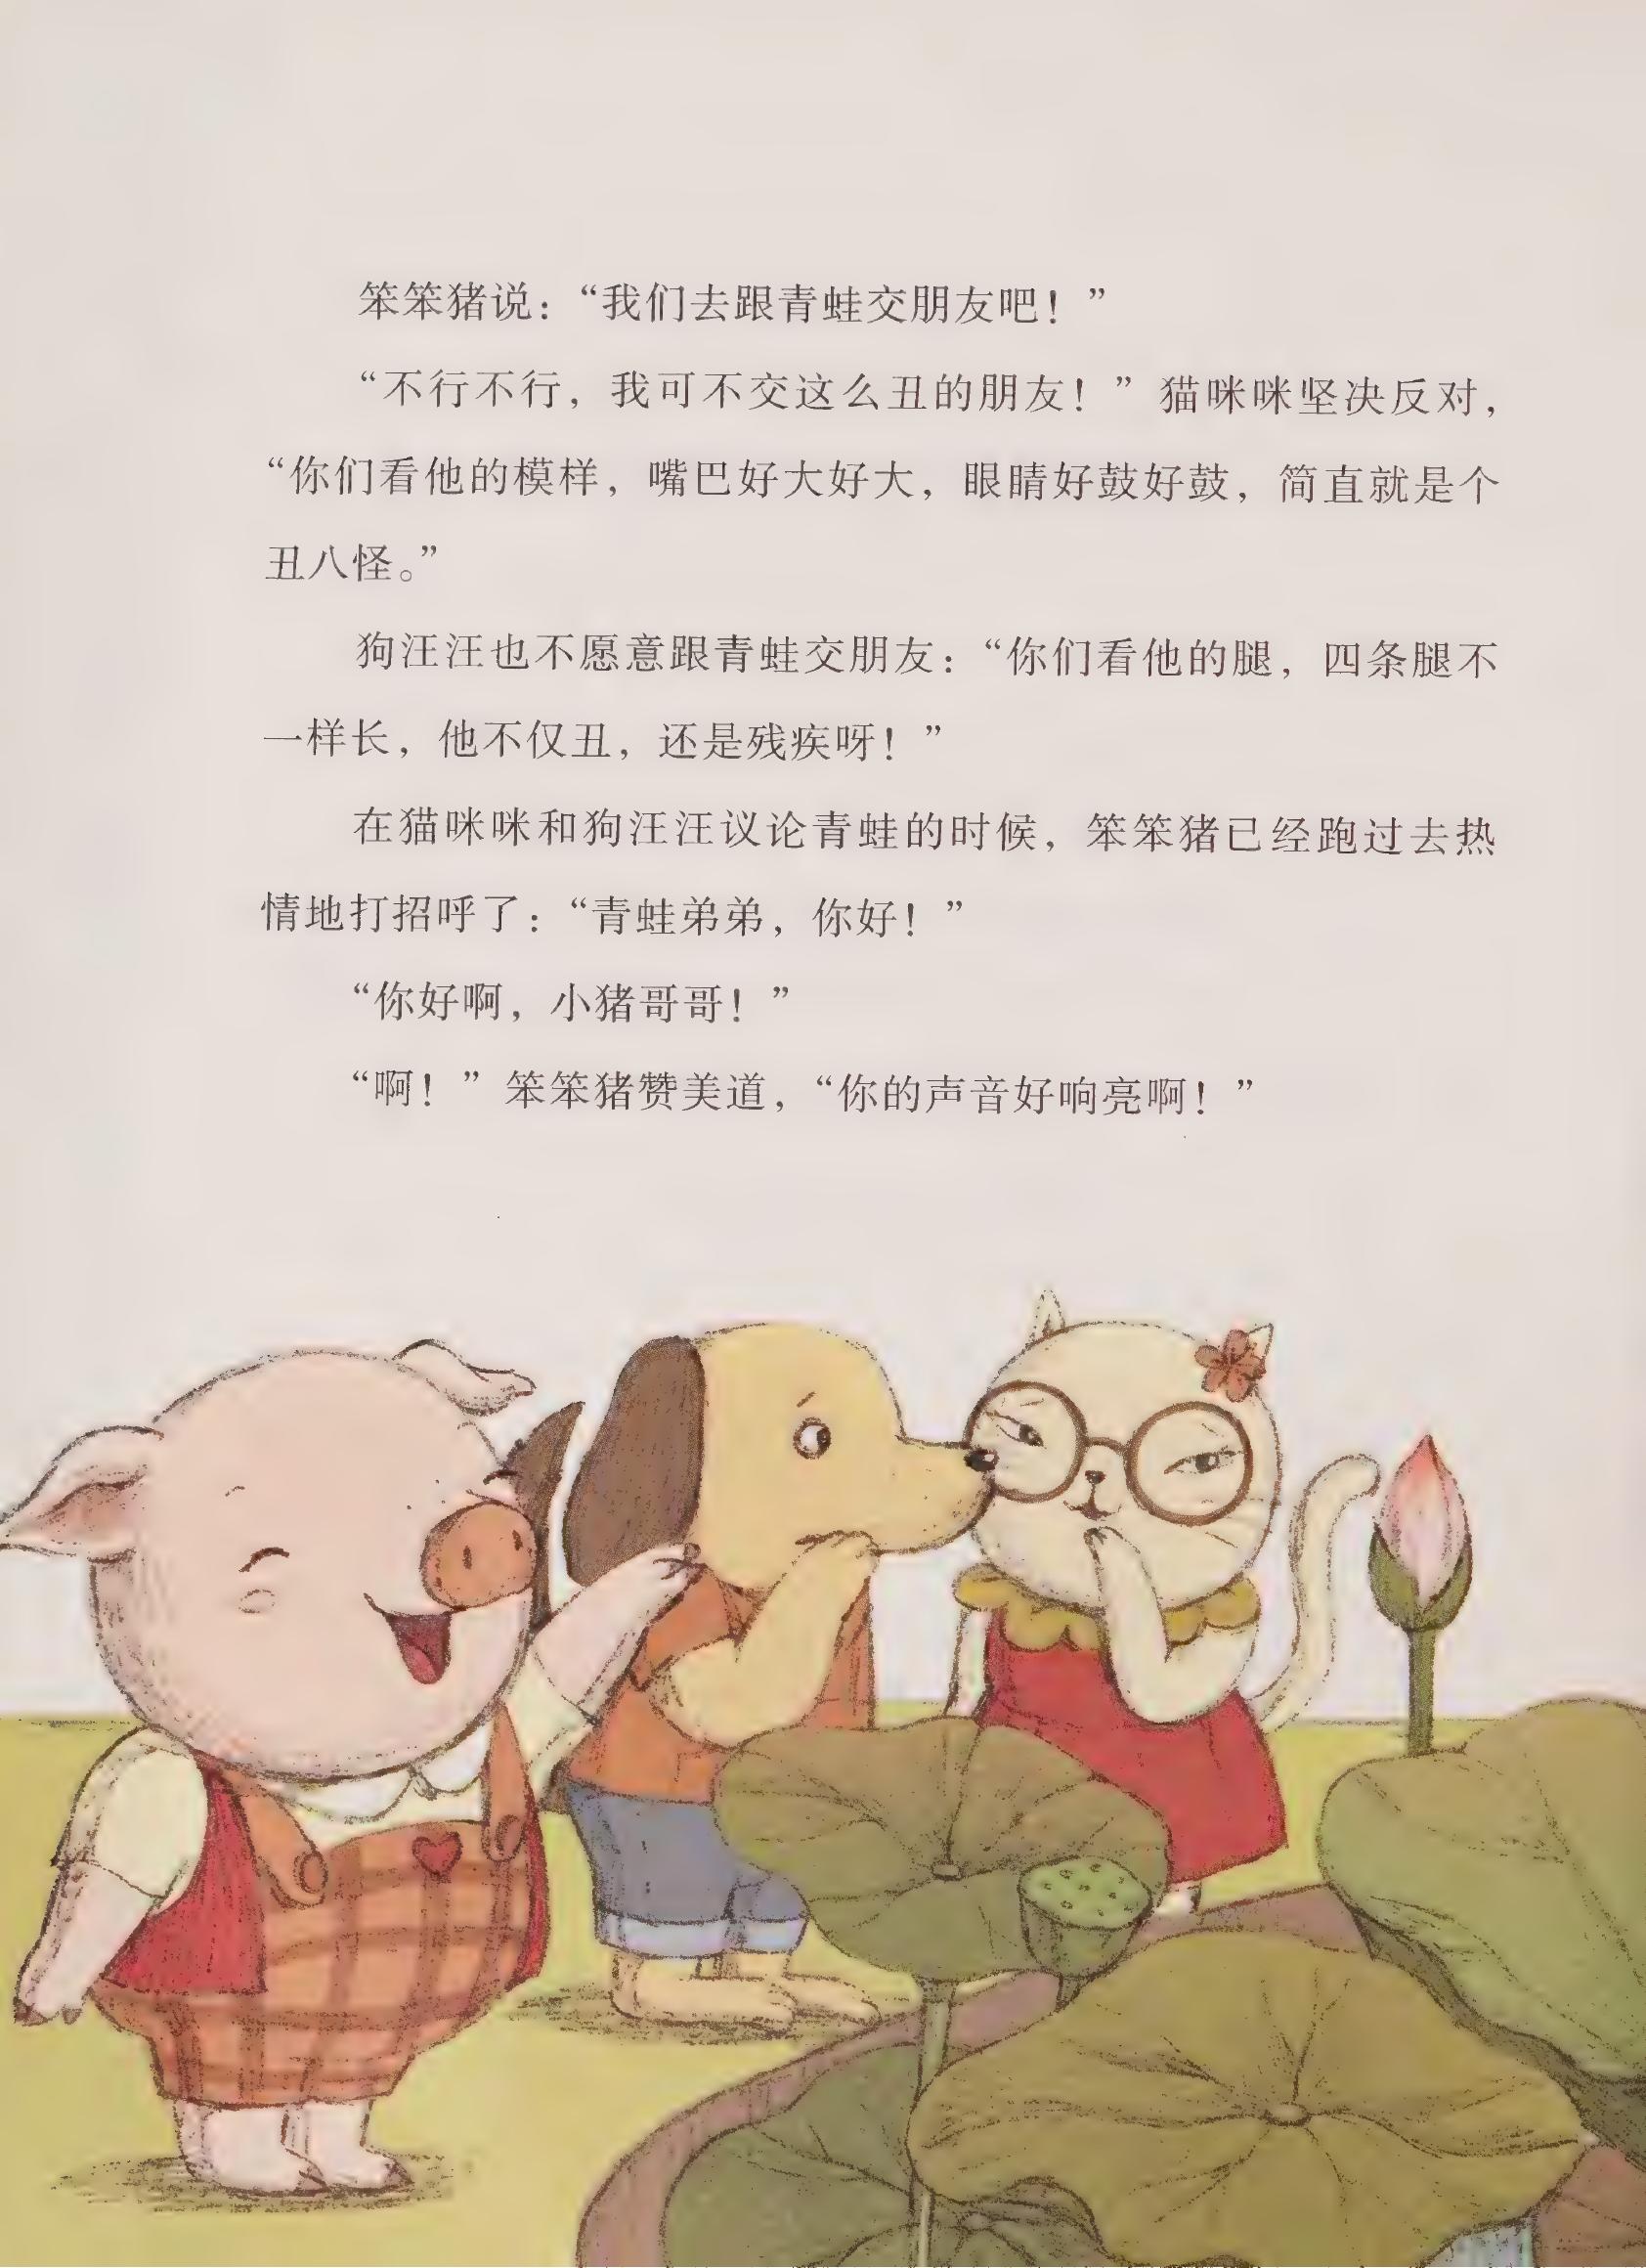 笨笨猪说：“我们去跟青蛙交朋友吧！”
“不行不行，我可不交这么丑的朋友！”猫咪咪坚决反对，
“你们看他的模样，嘴巴好大好大，眼睛好鼓好鼓，简直就是个
丑八怪。”
狗汪汪也不愿意跟青蛙交朋友：“你们看他的腿，四条腿不
一样长，他不仅丑，还是残疾呀！”
在猫咪咪和狗汪汪议论青蛙的时候，笨笨猪已经跑过去热
情地打招呼了：“青蛙弟弟，你好！”
“你好啊，小猪哥哥！”
“啊！”笨笨猪赞美道，“你的声音好响亮啊！”